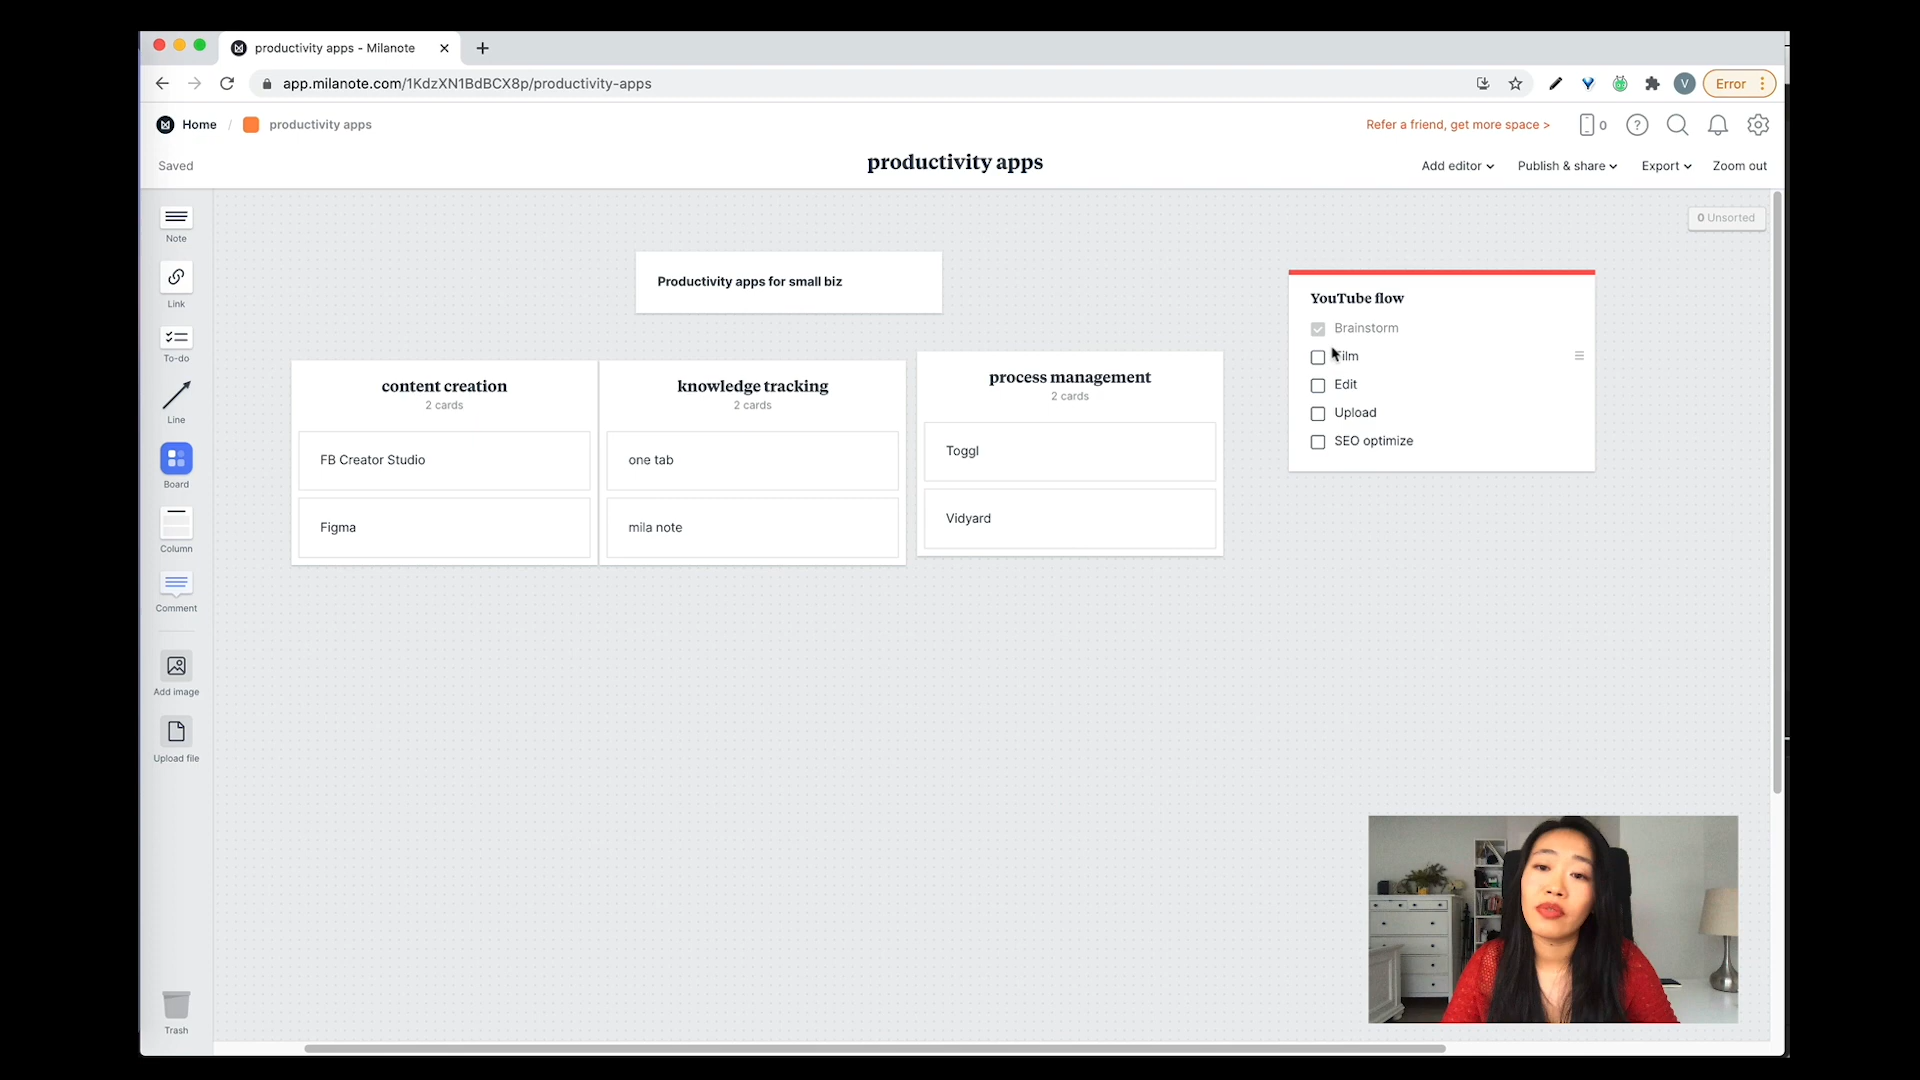 productivity apps - Milanote
app.milanote.com/1KdzXN1BdBCX8p/productivity-apps
V
Error
Home / productivity apps
Refer a friend, get more space >
0
Saved
productivity apps
Add editor
Publish & share
Export
Zoom out
0 Unsorted
Note
Link
To-do
Line
Board
Column
Comment
Add image
Upload file
Trash
Productivity apps for small biz
content creation
2 cards
FB Creator Studio
Figma
knowledge tracking
2 cards
one tab
mila note
process management
2 cards
Toggl
Vidyard
YouTube flow
Brainstorm
Film
Edit
Upload
SEO optimize